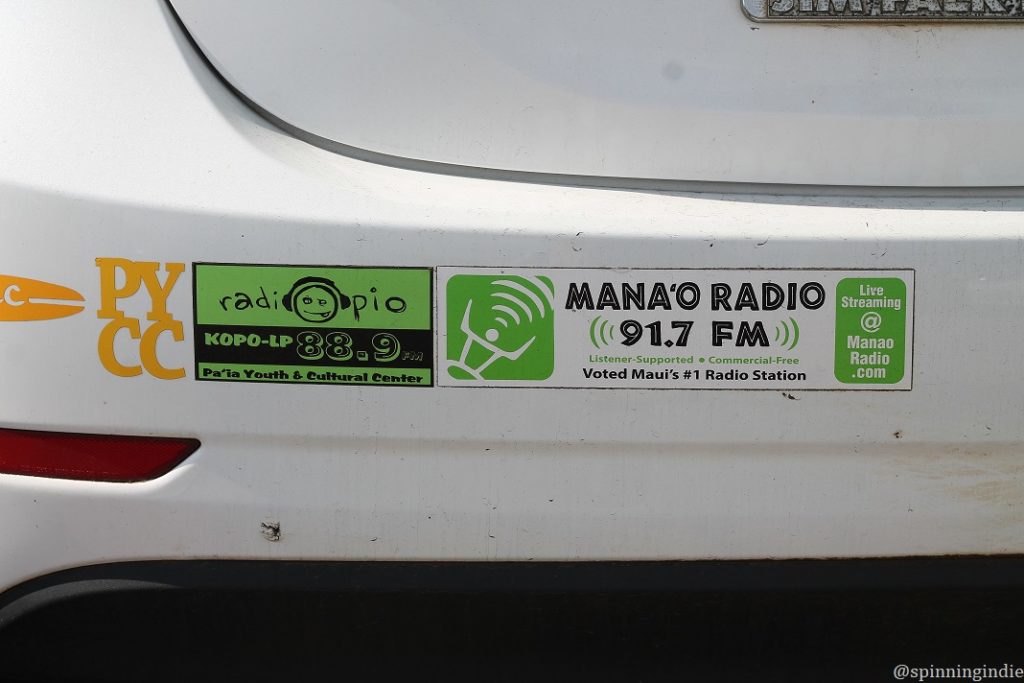 C
PY
CC
radiOpio
KOPO-LP 88.9 FM
Pa'ia Youth & Cultural Center
MANA‘O RADIO
91.7 FM
Listener-Supported • Commercial-Free
Voted Maui's #1 Radio Station
Live
Streaming
@
Manao
Radio
.com
@spinningindie